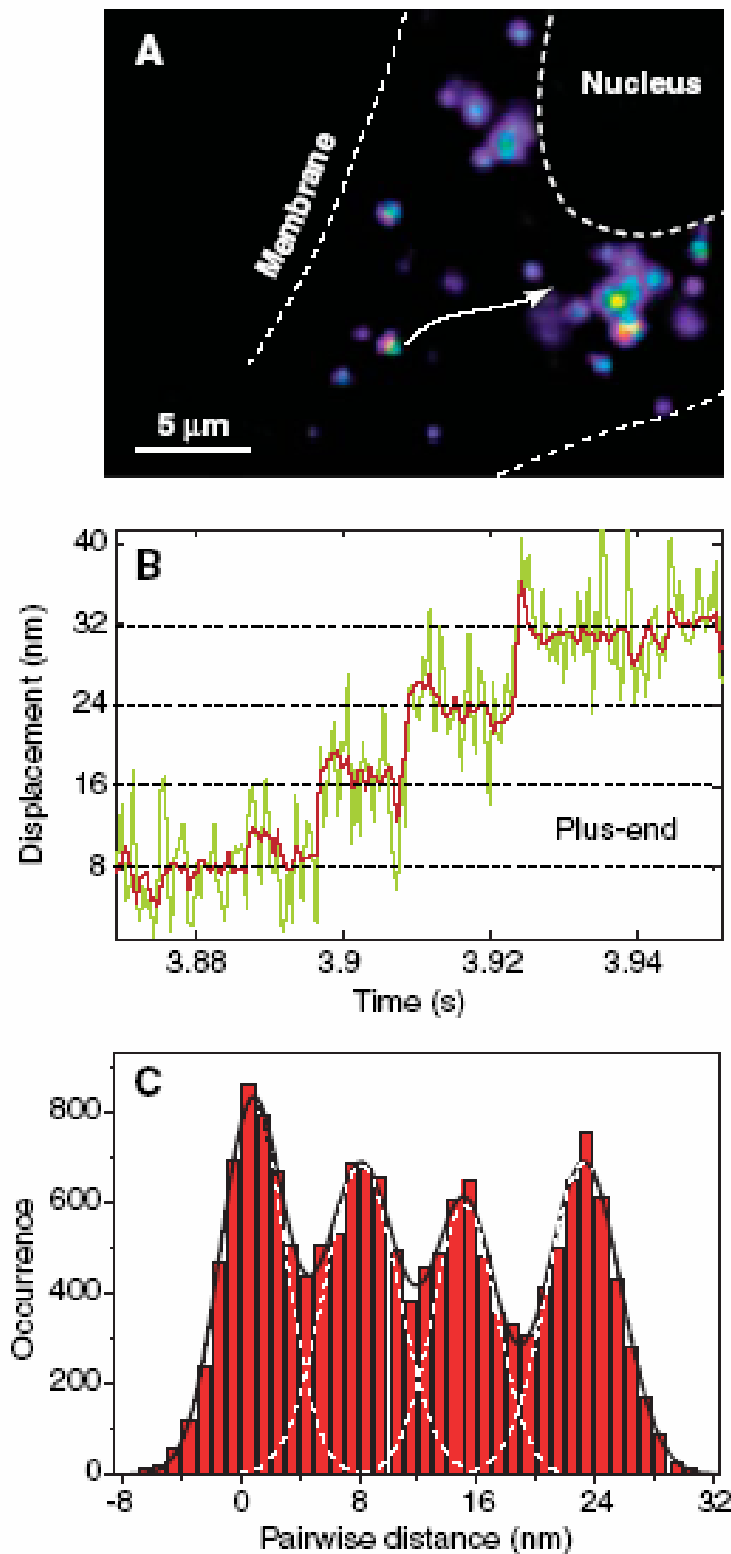 A
Nucleus
Membrane
5 μm
B
40
32
24
16
8
Displacement (nm)
Plus-end
3.88 3.9 3.92 3.94
Time (s)
C
800
600
400
200
0
Occurrence
-8 0 8 16 24 32
Pairwise distance (nm)